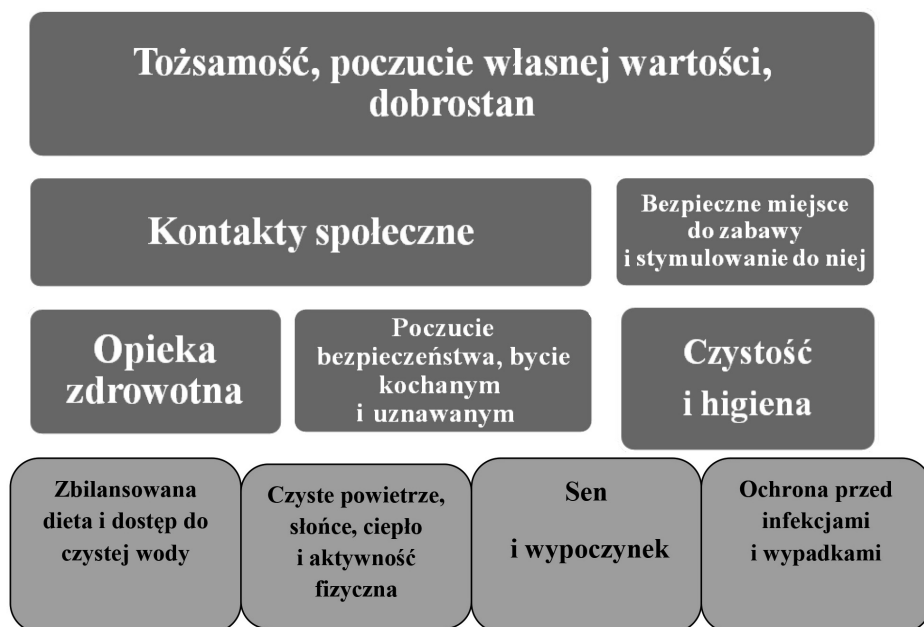 Tożsamość, poczucie własnej wartości,
dobrostan
Kontakty społeczne
Bezpieczne miejsce
do zabawy
i stymulowanie do niej
Opieka
zdrowotna
Poczucie
bezpieczeństwa, bycie
kochanym
i uznawanym
Czystość
i higiena
Zbilansowana
dieta i dostęp do
czystej wody
Czyste powietrze,
słońce, ciepło
i aktywność
fizyczna
Sen
i wypoczynek
Ochrona przed
infekcjami
i wypadkami